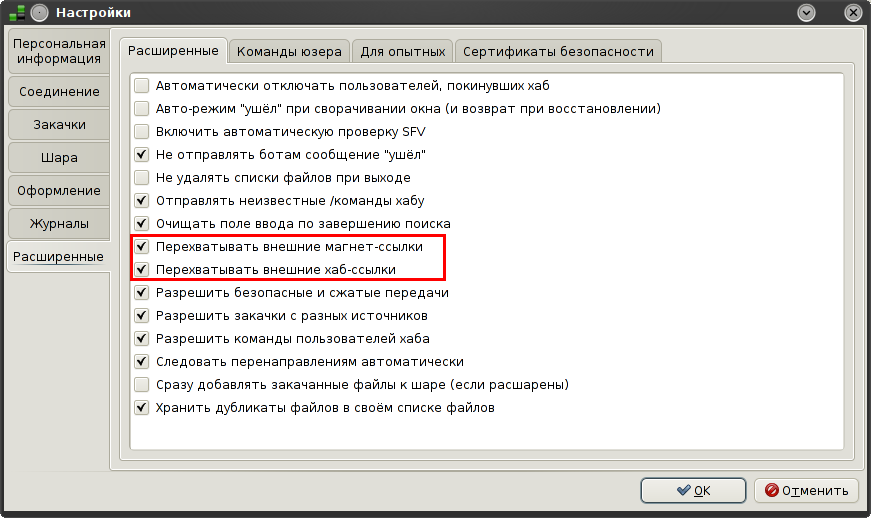 Настройки
Персональная
информация
Соединение
Закачки
Шара
Оформление
Журналы
Расширенные
Расширенные
Команды юзера
Для опытных
Сертификаты безопасности
Автоматически отключать пользователей, покинувших хаб
Авто-режим "ушёл" при сворачивании окна (и возврат при восстановлении)
Включить автоматическую проверку SFV
Не отправлять ботам сообщение "ушёл"
Не удалять списки файлов при выходе
Отправлять неизвестные /команды хабу
Очищать поле ввода по завершению поиска
Перехватывать внешние магнет-ссылки
Перехватывать внешние хаб-ссылки
Разрешить безопасные и сжатые передачи
Разрешить закачки с разных источников
Разрешить команды пользователей хаба
Следовать перенаправлениям автоматически
Сразу добавлять закачанные файлы к шаре (если расшарены)
Хранить дубликаты файлов в своём списке файлов
OK
Отменить